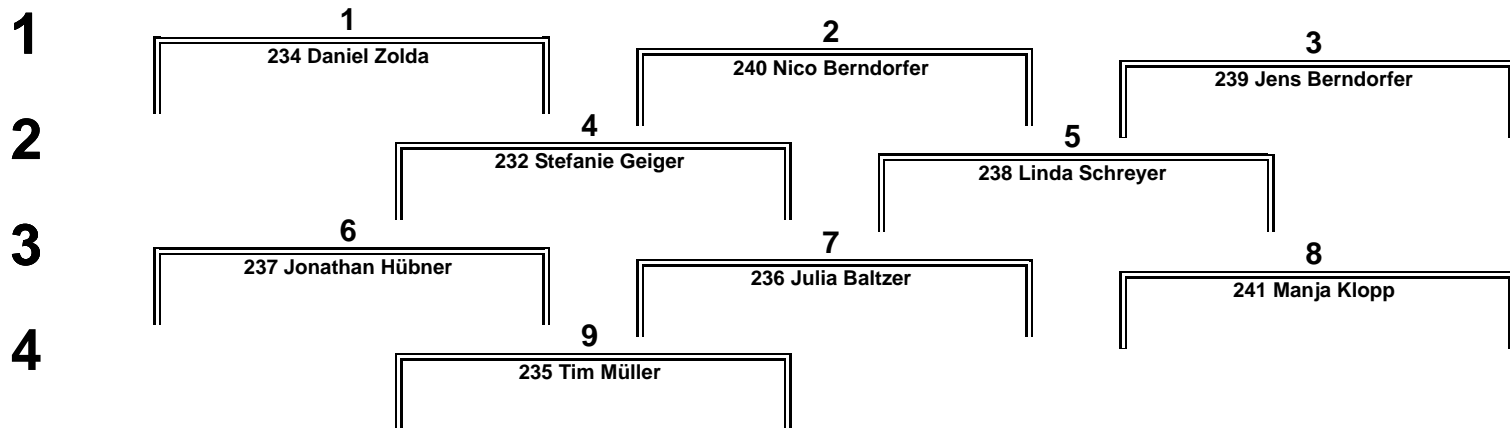 1
1
2
3
234 Daniel Zolda
240 Nico Berndorfer
239 Jens Berndorfer
2
4
5
232 Stefanie Geiger
238 Linda Schreyer
3
6
7
8
237 Jonathan Hübner
236 Julia Baltzer
241 Manja Klopp
4
9
235 Tim Müller